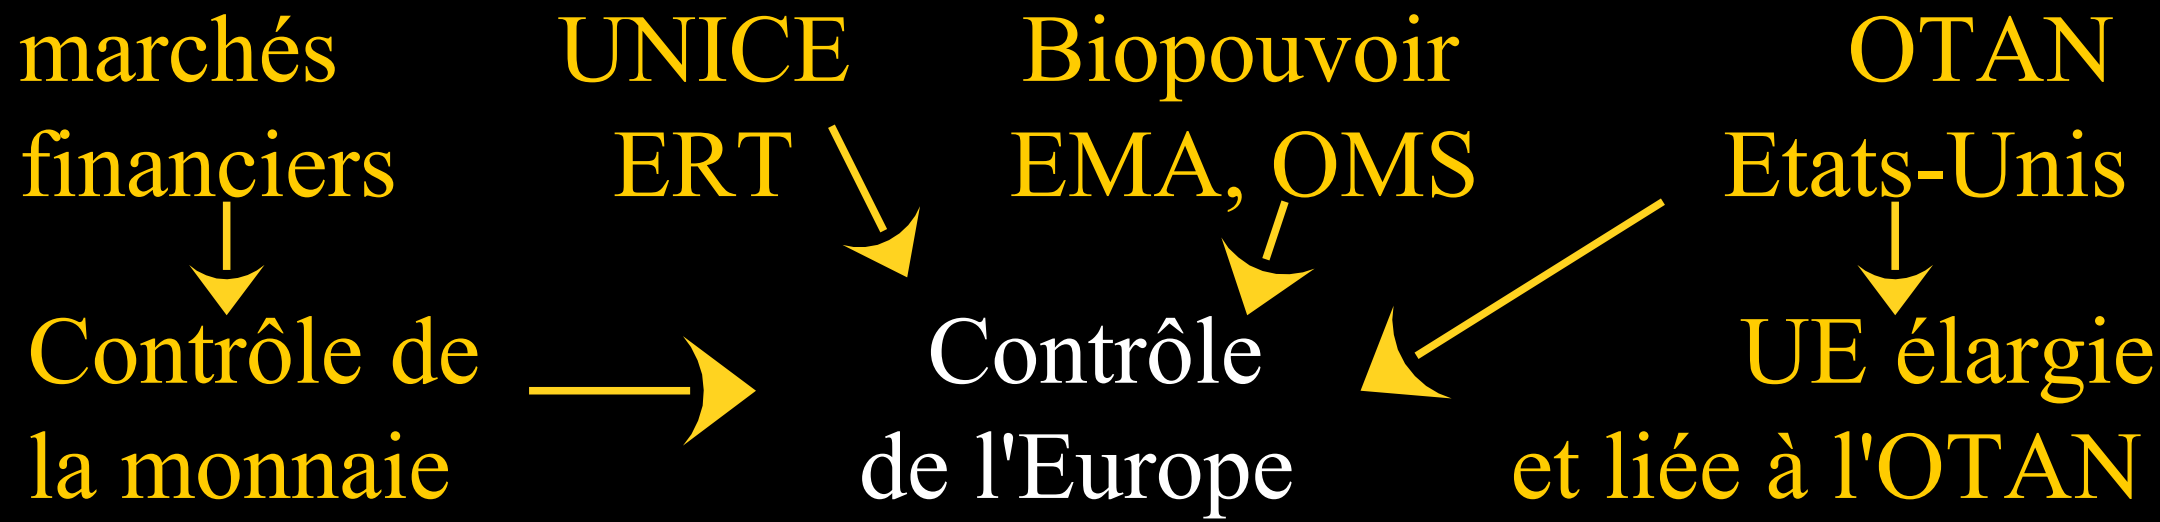 marchés
financiers
UNICE
ERT
Biopouvoir
EMA, OMS
OTAN
Etats-Unis
Contrôle de
la monnaie
Contrôle
de l'Europe
UE élargie
et liée à l'OTAN